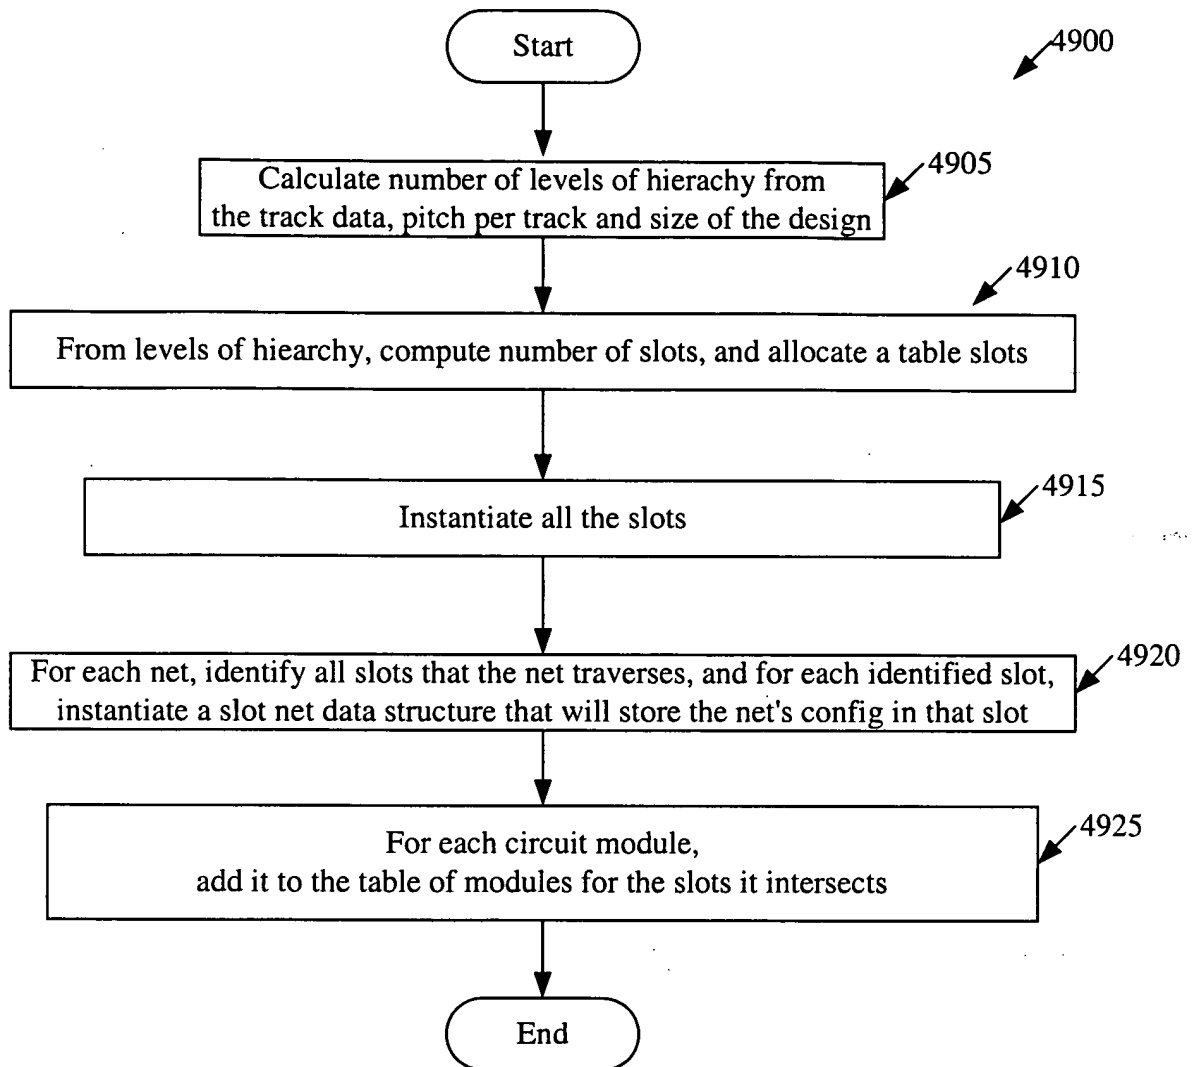 Start
4900
4905
Calculate number of levels of hierachy from
the track data, pitch per track and size of the design
4910
From levels of hiearchy, compute number of slots, and allocate a table slots
4915
Instantiate all the slots
4920
For each net, identify all slots that the net traverses, and for each identified slot,
instantiate a slot net data structure that will store the net's config in that slot
4925
For each circuit module,
add it to the table of modules for the slots it intersects
End